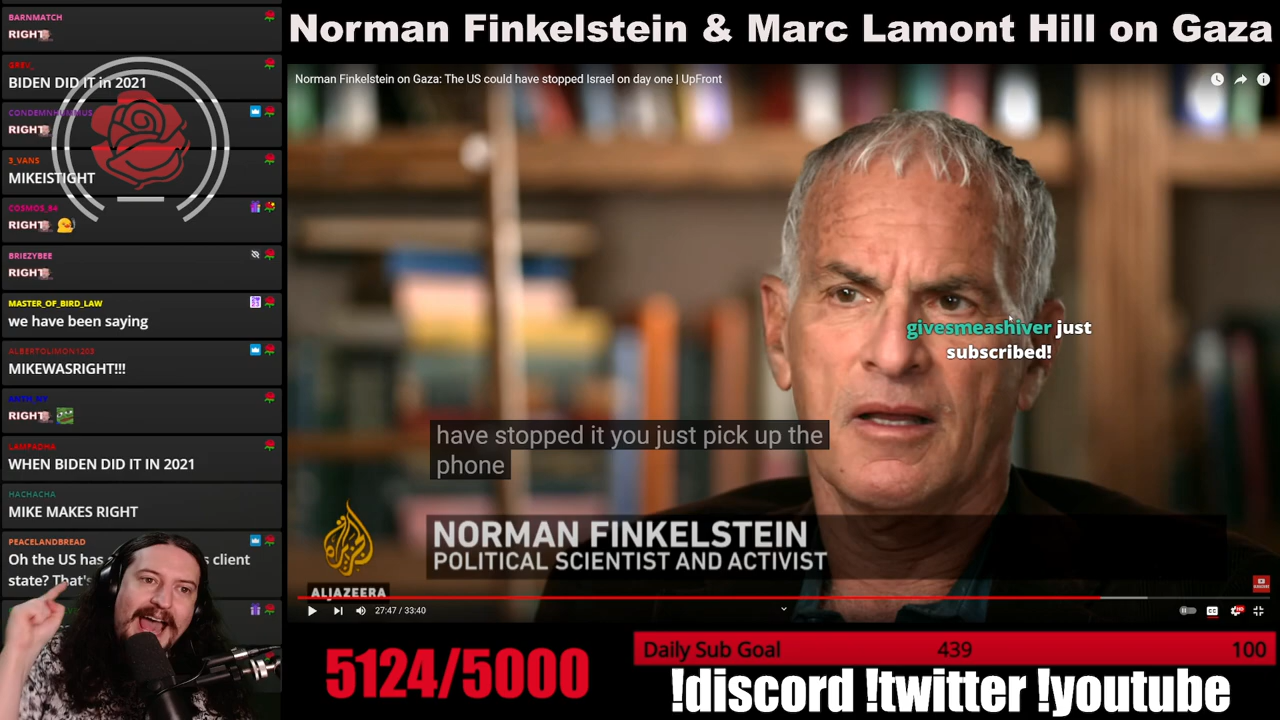 Norman Finkelstein & Marc Lamont Hill on Gaza
BARNMATCH
RIGHT
BIDEN DID IT in 2021
RIGHT
3_VANS
MIKEISTIGHT
COSMOS_84
RIGHT
BRIEZYBEE
RIGHT
MASTER_OF_BIRD_LAW
we have been saying
ALBERTOLIMON1203
MIKEWASRIGHT!!!
RIGHT
LAMPADHA
WHEN BIDEN DID IT IN 2021
HACHACHA
MIKE MAKES RIGHT
PEACELANDBREAD
Oh the US has
client
state? That's
Norman Finkelstein on Gaza: The US could have stopped Israel on day one | UpFront
givesmeashiver just
subscribed!
have stopped it you just pick up the
phone
NORMAN FINKELSTEIN
POLITICAL SCIENTIST AND ACTIVIST
ALJAZEERA
27:47 / 33:40
5124/5000
Daily Sub Goal 439 100
!discord !twitter !youtube